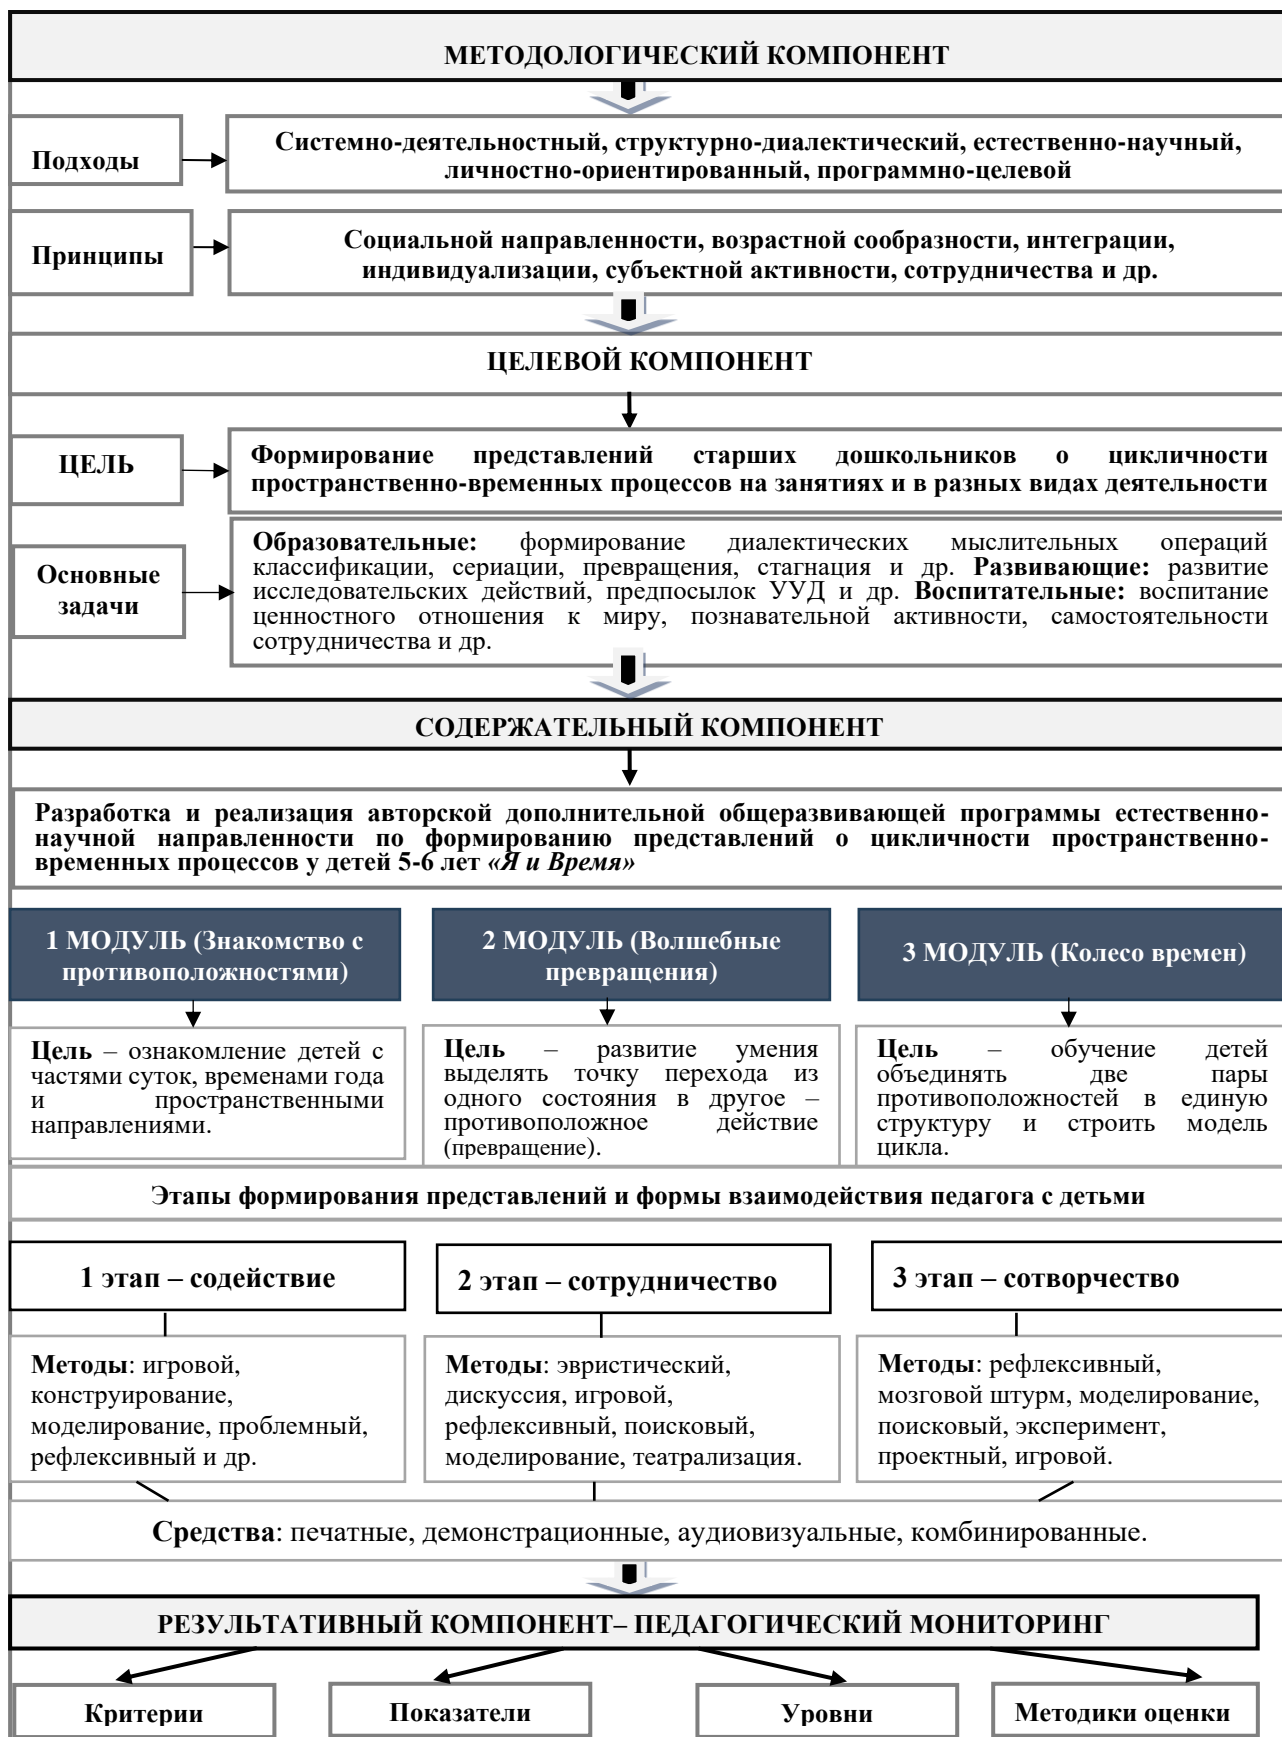 МЕТОДОЛОГИЧЕСКИЙ КОМПОНЕНТ
Подходы
Системно-деятельностный, структурно-диалектический, естественно-научный,
личностно-ориентированный, программно-целевой
Принципы
Социальной направленности, возрастной сообразности, интеграции,
индивидуализации, субъектной активности, сотрудничества и др.
ЦЕЛЕВОЙ КОМПОНЕНТ
ЦЕЛЬ
Формирование представлений старших дошкольников о цикличности
пространственно-временных процессов на занятиях и в разных видах деятельности
Основные
задачи
Образовательные: формирование диалектических мыслительных операций
классификации, сериации, превращения, стагнация и др. Развивающие: развитие
исследовательских действий, предпосылок УУД и др. Воспитательные: воспитание
ценностного отношения к миру, познавательной активности, самостоятельности
сотрудничества и др.
СОДЕРЖАТЕЛЬНЫЙ КОМПОНЕНТ
Разработка и реализация авторской дополнительной общеразвивающей программы естественно-
научной направленности по формированию представлений о цикличности пространственно-
временных процессов у детей 5-6 лет «Я и Время»
1 МОДУЛЬ (Знакомство с
противоположностями)
2 МОДУЛЬ (Волшебные
превращения)
3 МОДУЛЬ (Колесо времен)
Цель – ознакомление детей с
частями суток, временами года
и пространственными
направлениями.
Цель – развитие умения
выделять точку перехода из
одного состояния в другое –
противоположное действие
(превращение).
Цель – обучение детей
объединять две пары
противоположностей в единую
структуру и строить модель
цикла.
Этапы формирования представлений и формы взаимодействия педагога с детьми
1 этап – содействие
2 этап – сотрудничество
3 этап – сотворчество
Методы: игровой,
конструирование,
моделирование, проблемный,
рефлексивный и др.
Методы: эвристический,
дискуссия, игровой,
рефлексивный, поисковый,
моделирование, театрализация.
Методы: рефлексивный,
мозговой штурм, моделирование,
поисковый, эксперимент,
проектный, игровой.
Средства: печатные, демонстрационные, аудиовизуальные, комбинированные.
РЕЗУЛЬТАТИВНЫЙ КОМПОНЕНТ– ПЕДАГОГИЧЕСКИЙ МОНИТОРИНГ
Критерии
Показатели
Уровни
Методики оценки